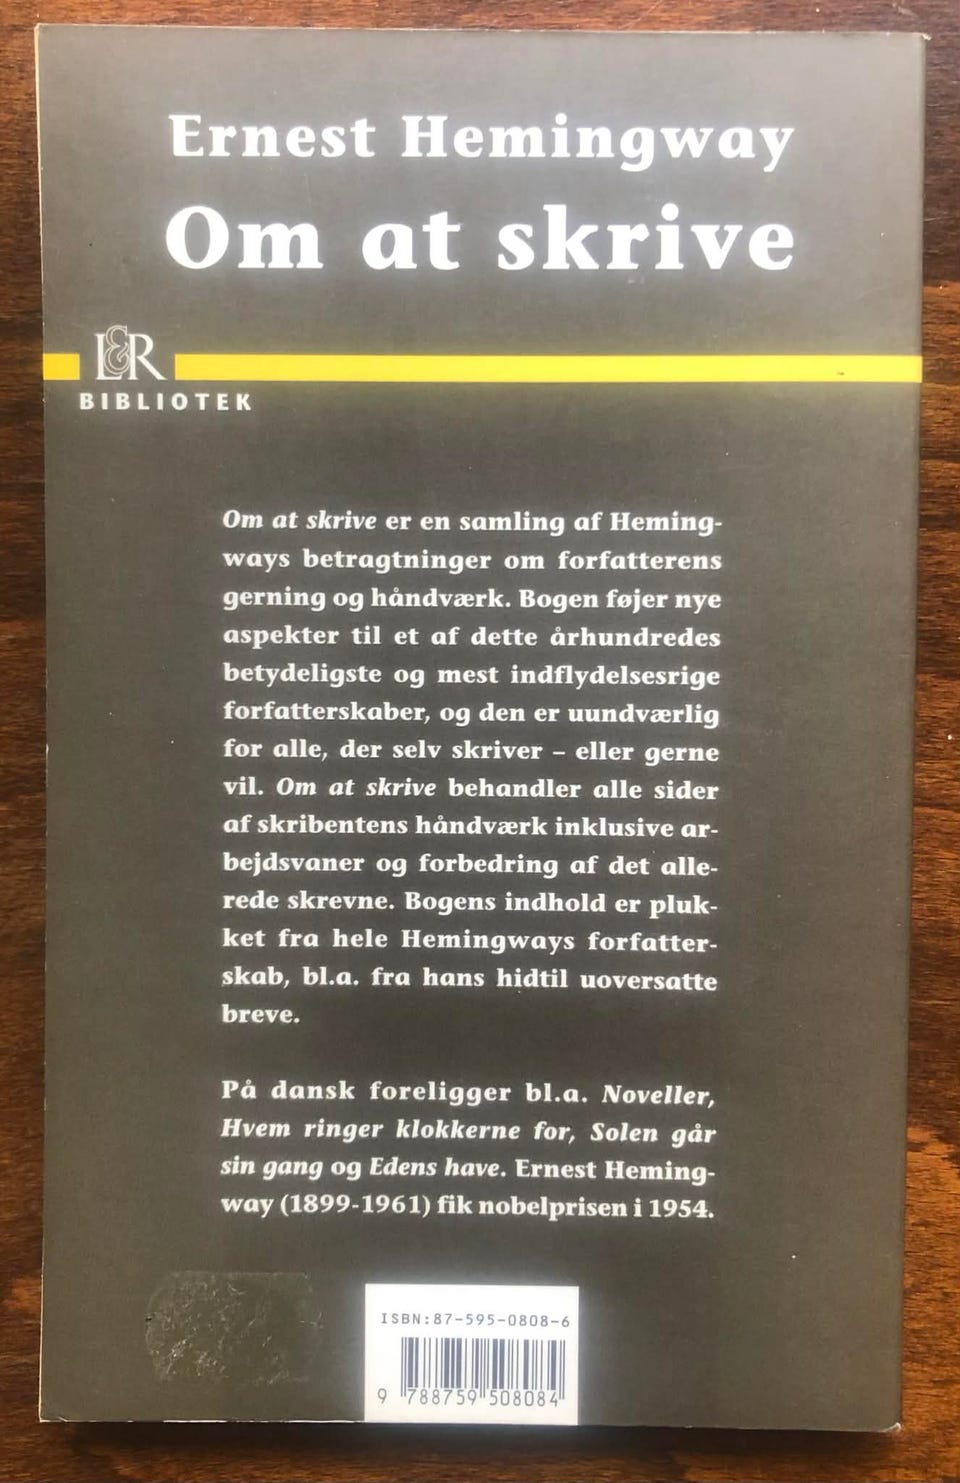 Ernest Hemingway
Om at skrive
L&R
BIBLIOTEK
Om at skrive er en samling af Heming-
ways betragtninger om forfatterens
gerning og håndværk. Bogen føjer nye
aspekter til et af dette århundredes
betydeligste og mest indflydelsesrige
forfatterskaber, og den er uundværlig
for alle, der selv skriver – eller gerne
vil. Om at skrive behandler alle sider
af skribentens håndværk inklusive ar-
bejdsvaner og forbedring af det alle-
rede skrevne. Bogens indhold er pluk-
ket fra hele Hemingways forfatter-
skab, bl.a. fra hans hidtil uoversatte
breve.
På dansk foreligger bl.a. Noveller,
Hvem ringer klokkerne for, Solen går
sin gang og Edens have. Ernest Heming-
way (1899-1961) fik nobelprisen i 1954.
ISBN:87-595-0808-6
9 788759 508084